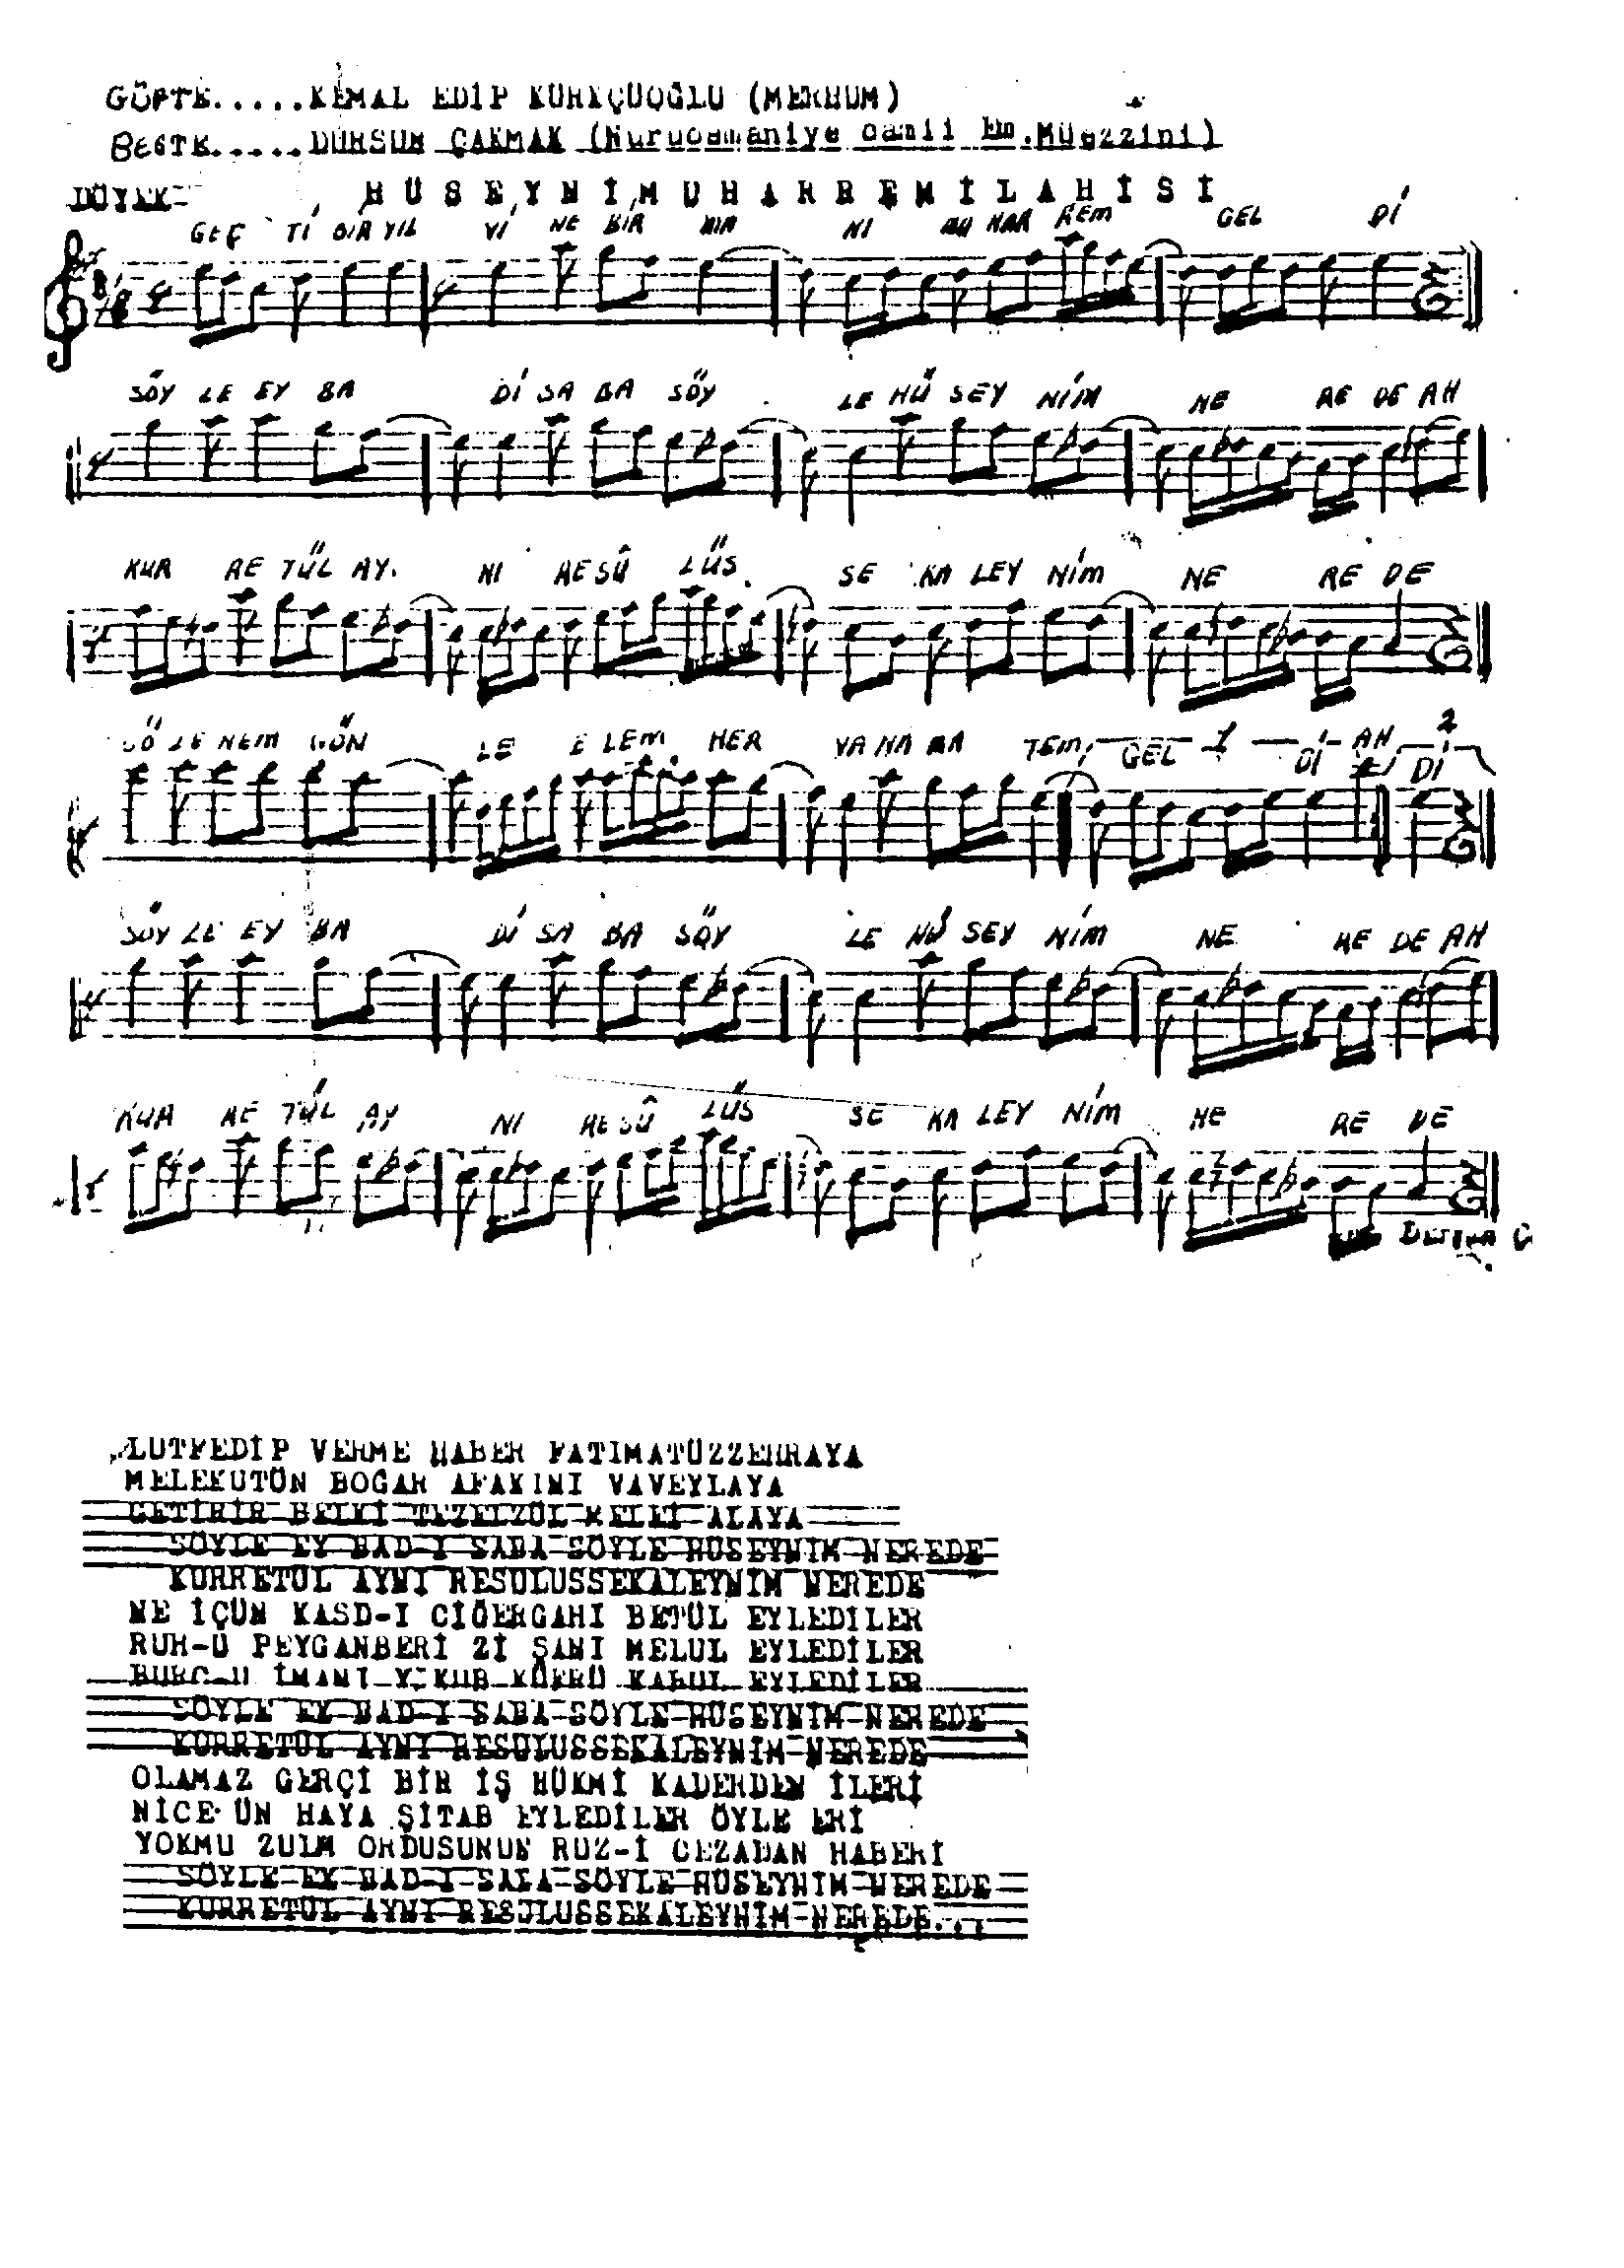 GÜFTE.....KEMAL EDİP KÜRKÇÜOĞLU (MERHUM)
BESTE.....DURSUN ÇAKMAK (Nuruosmaniye camii Em.Müezzini)
DÜYEK- HÜSEYNİ MUHARREM İLAHİSİ
GEÇ Tİ BİR YIL Yİ NE BİR Nİ MU HAR REM GEL Dİ
SÖY LE EY BA Dİ SA BA SÖY LE HÜ SEY NİM NE RE DE AH
KUR RE TÜL AY. Nİ RE SÛ LÜS SE KA LEY NİM NE RE DE
LE NEM GÖN LE E LEM HER YA NA MA TEM GEL 1 Dİ AH Dİ 2
SÖY LE EY BA Dİ SA BA SÖY LE HÜ SEY NİM NE RE DE AH
KUR RE TÜL AY Nİ RE SÛ LÜS SE KA LEY NİM NE RE DE
LUTFEDİP VERME HABER FATIMATÜZZEHRAYA
MELEKUTÜN BOĞAR AFAKINI VAVEYLAYA
GETİRİR BELKİ TEZELZÜL MELEİ ALAYA
SÖYLE EY BAD-I SABA SÖYLE HÜSEYNİM NEREDE
KURRETÜL AYNI RESULUSSEKALEYNİM NEREDE
NE İÇÜN KASD-I CİĞERGAHI BETÜL EYLEDİLER
RUH-U PEYGANBERİ Zİ ŞANI MELUL EYLEDİLER
BURC-U İMANI YIKUB KÜFRÜ KABUL EYLEDİLER
SÖYLE EY BAD-I SABA SÖYLE HÜSEYNİM NEREDE
KURRETÜL AYNI RESULUSSEKALEYNİM NEREDE
OLAMAZ GERÇİ BİR İŞ HÜKMİ KADERDEN İLERİ
NİCE ÜN HAYA ŞİTAB EYLEDİLER ÖYLE ERİ
YOKMU ZULM ORDUSUNUN RUZ-İ CEZADAN HABERİ
SÖYLE EY BAD-I SABA SÖYLE HÜSEYNİM NEREDE
KURRETÜL AYNI RESULUSSEKALEYNİM NEREDE...